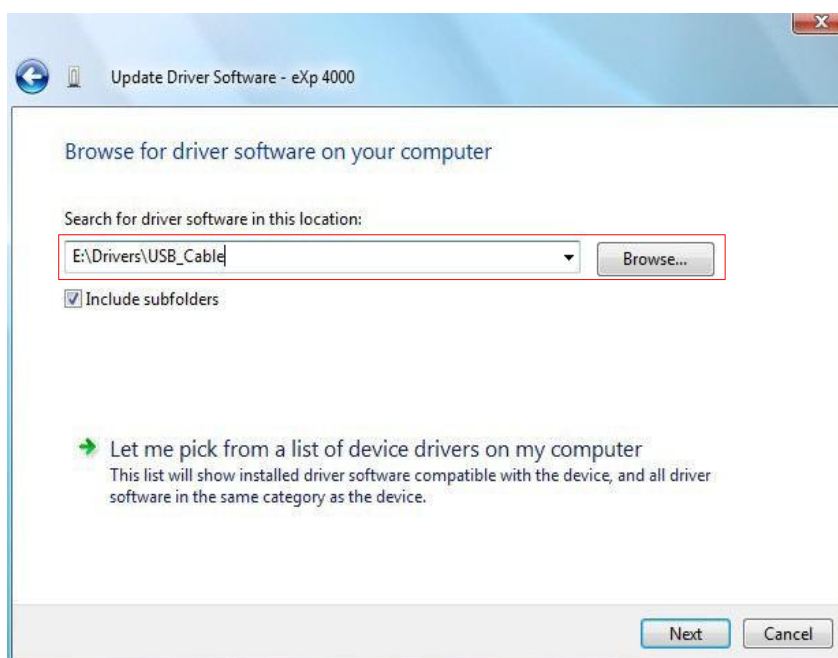 Update Driver Software - eXp 4000
Browse for driver software on your computer
Search for driver software in this location:
E:\Drivers\USB_Cable
Browse...
Include subfolders
Let me pick from a list of device drivers on my computer
This list will show installed driver software compatible with the device, and all driver
software in the same category as the device.
Next
Cancel